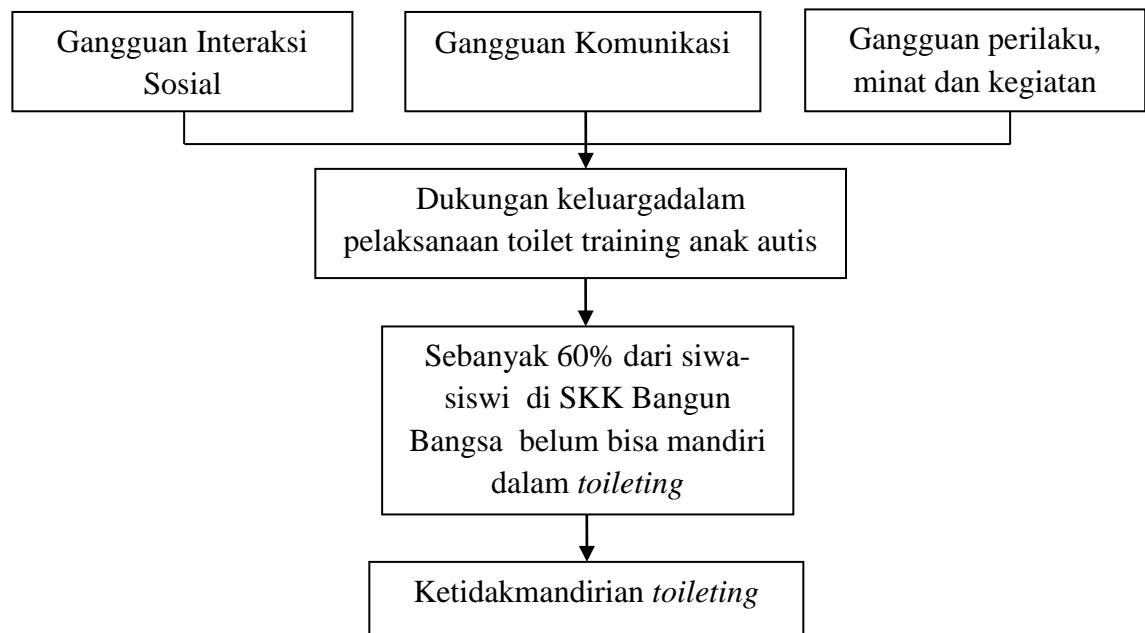 Gangguan Interaksi
Sosial
Gangguan Komunikasi
Gangguan perilaku,
minat dan kegiatan
Dukungan keluargadalam
pelaksanaan toilet training anak autis
Sebanyak 60% dari siwa-
siswi di SKK Bangun
Bangsa belum bisa mandiri
dalam toileting
Ketidakmandirian toileting